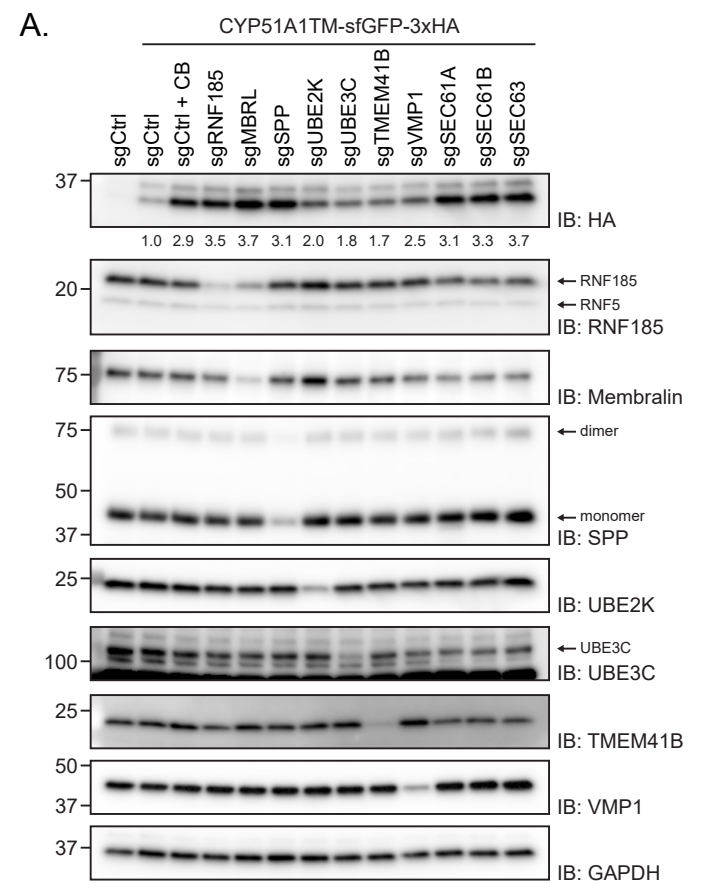 A.
CYP51A1TM-sfGFP-3xHA
sgCtrl
sgCtrl
sgCtrl + CB
sgRNF185
sgMBRL
sgSPP
sgUBE2K
sgUBE3C
sgTMEM41B
sgVMP1
sgSEC61A
sgSEC61B
sgSEC63
37
IB: HA
1.0 2.9 3.5 3.7 3.1 2.0 1.8 1.7 2.5 3.1 3.3 3.7
RNF185
20
RNF5
IB: RNF185
75
IB: Membralin
75
dimer
50
monomer
37
IB: SPP
25
IB: UBE2K
UBE3C
100
IB: UBE3C
25
IB: TMEM41B
50
37
IB: VMP1
37
IB: GAPDH